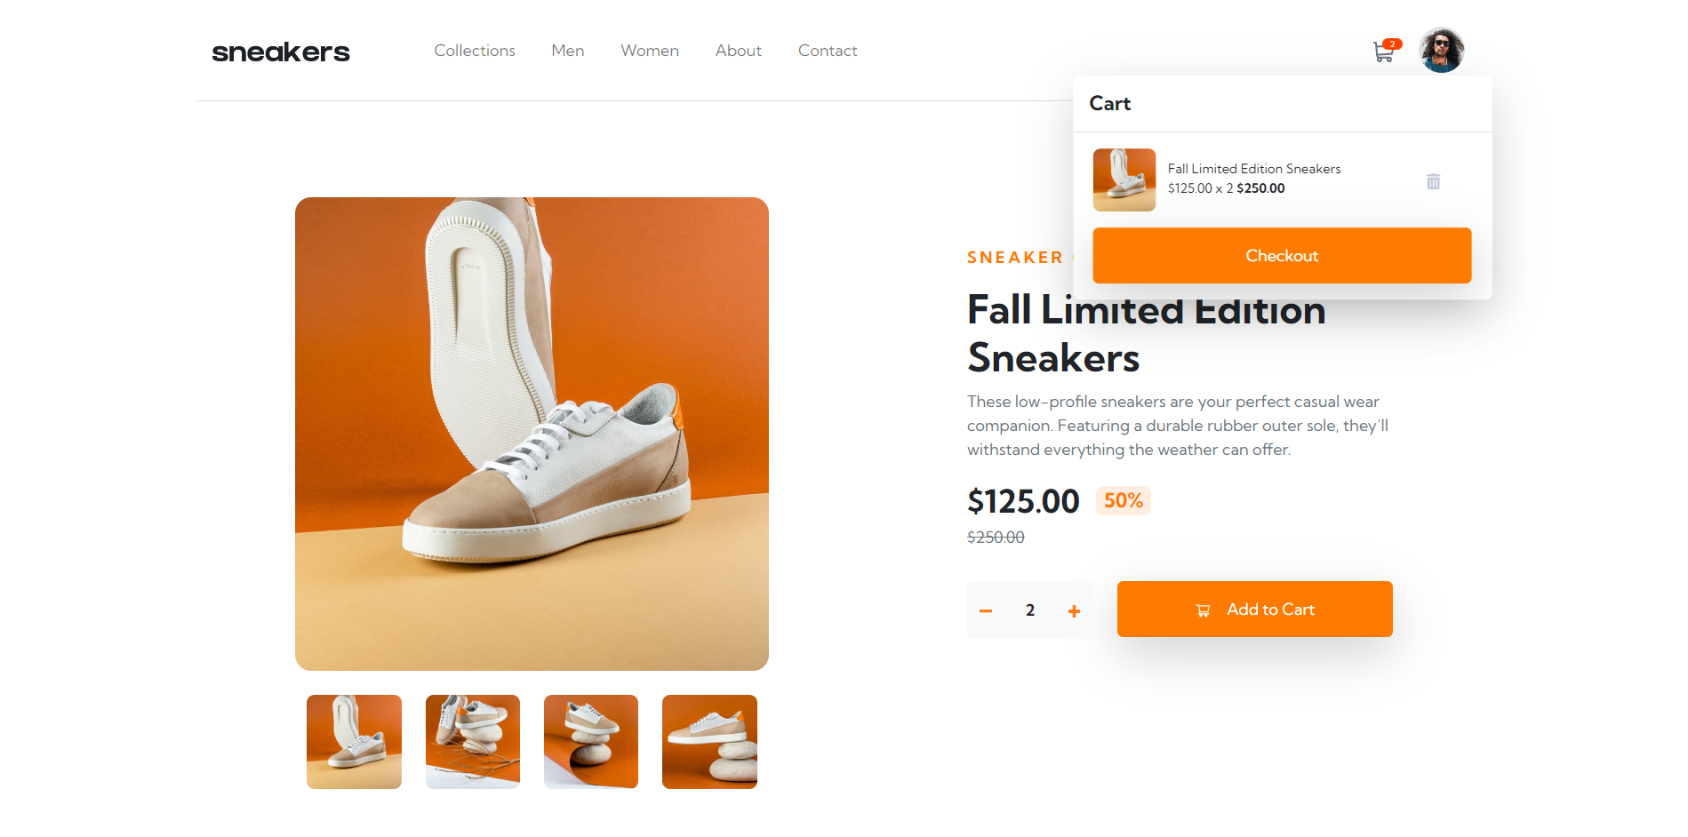 sneakers
Collections
Men
Women
About
Contact
2
Cart
Fall Limited Edition Sneakers
$125.00 x 2 $250.00
Checkout
SNEAKER
Fall Limited Edition
Sneakers
These low-profile sneakers are your perfect casual wear
companion. Featuring a durable rubber outer sole, they'll
withstand everything the weather can offer.
$125.00 50%
$250.00
2
Add to Cart